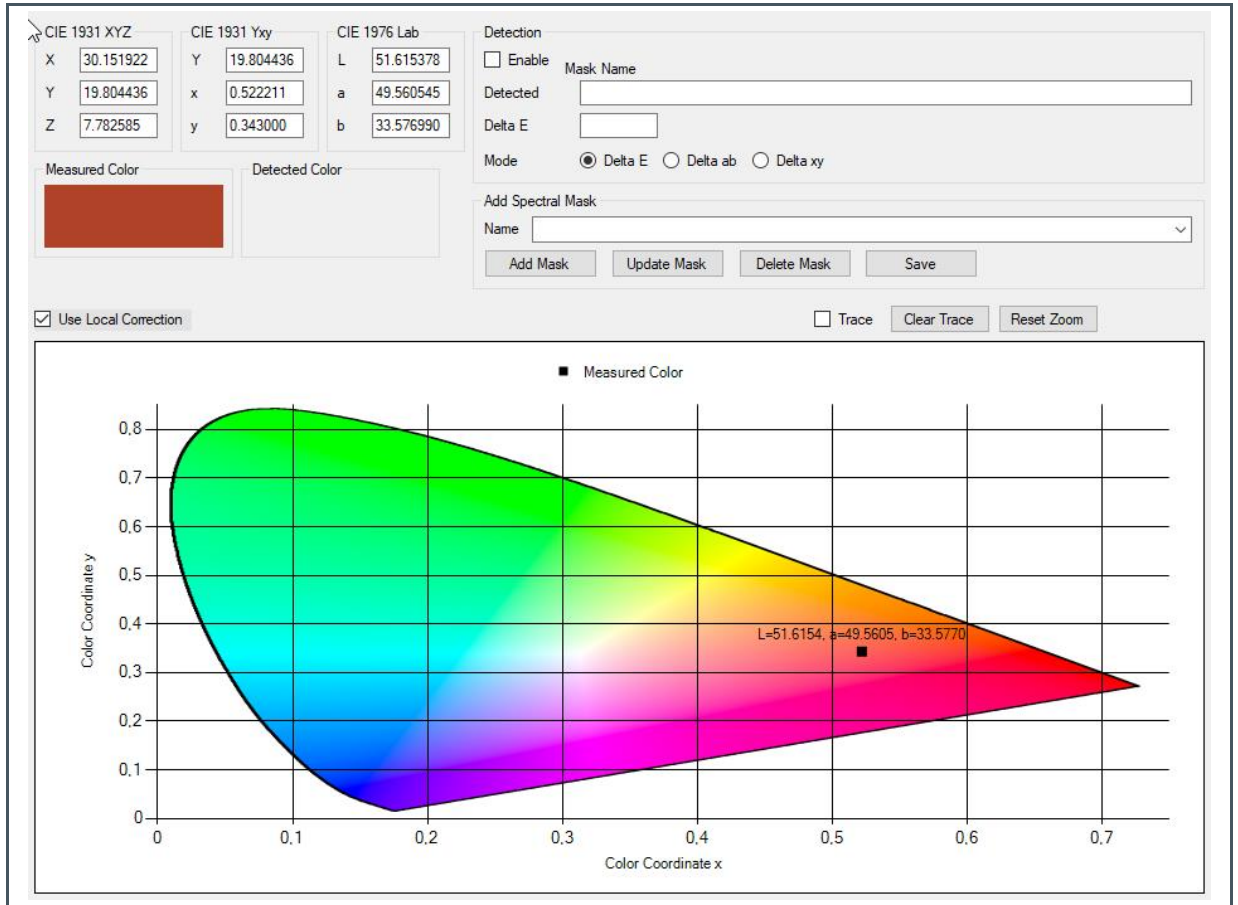 CIE 1931 XYZ
X 30.151922
Y 19.804436
Z 7.782585
CIE 1931 Yxy
Y 19.804436
x 0.522211
y 0.343000
CIE 1976 Lab
L 51.615378
a 49.560545
b 33.576990
Detection
Enable
Mask Name
Detected
Delta E
Mode Delta E Delta ab Delta xy
Measured Color
Detected Color
Add Spectral Mask
Name
Add Mask Update Mask Delete Mask Save
Use Local Correction
Trace Clear Trace Reset Zoom
Measured Color
Color Coordinate y
0,8
0,7
0,6
0,5
0,4
0,3
0,2
0,1
0
L=51.6154, a=49.5605, b=33.5770
0 0,1 0,2 0,3 0,4 0,5 0,6 0,7
Color Coordinate x